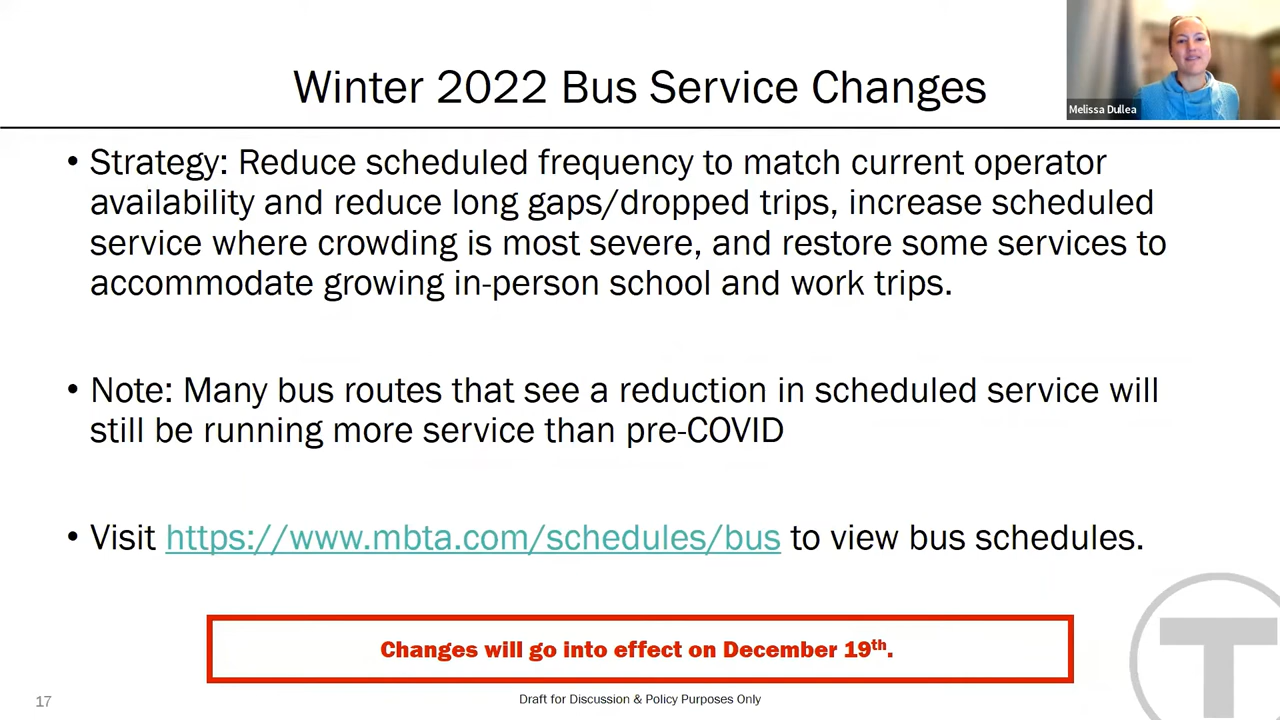 Winter 2022 Bus Service Changes
Melissa Dullea
• Strategy: Reduce scheduled frequency to match current operator
availability and reduce long gaps/dropped trips, increase scheduled
service where crowding is most severe, and restore some services to
accommodate growing in-person school and work trips.
• Note: Many bus routes that see a reduction in scheduled service will
still be running more service than pre-COVID
• Visit https://www.mbta.com/schedules/bus to view bus schedules.
Changes will go into effect on December 19th.
17
Draft for Discussion & Policy Purposes Only
T